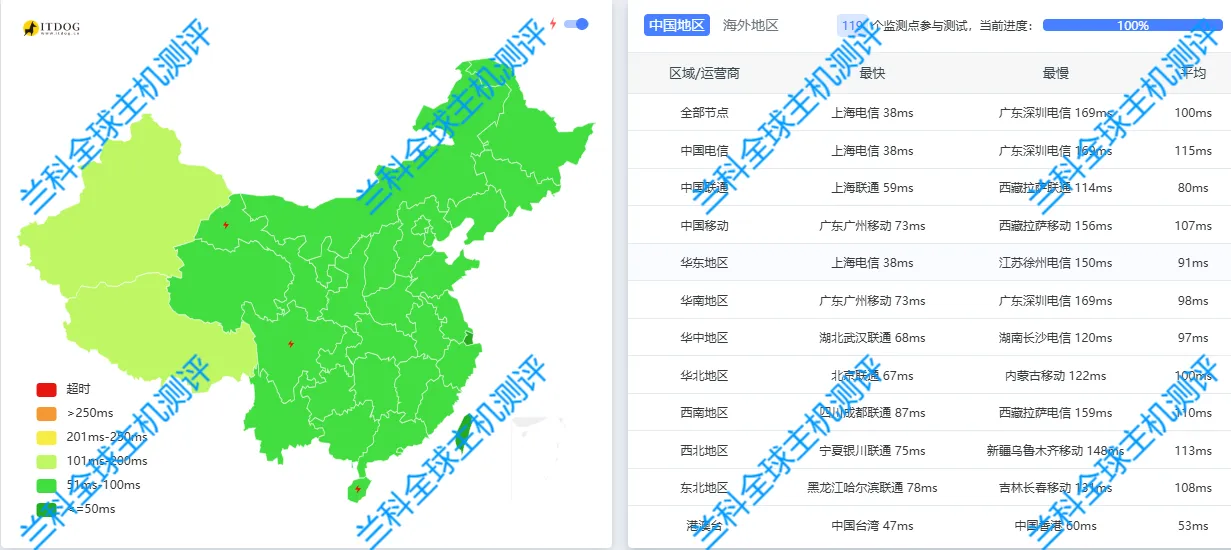 ITDOG
www.itdog.cn
超时
>250ms
201ms-250ms
101ms-200ms
51ms-100ms
<=50ms
中国地区 海外地区 119 个监测点参与测试，当前进度： 100%
区域/运营商 最快 最慢 平均
全部节点 上海电信 38ms 广东深圳电信 169ms 100ms
中国电信 上海电信 38ms 广东深圳电信 169ms 115ms
中国联通 上海联通 59ms 西藏拉萨联通 114ms 80ms
中国移动 广东广州移动 73ms 西藏拉萨移动 156ms 107ms
华东地区 上海电信 38ms 江苏徐州电信 150ms 91ms
华南地区 广东广州移动 73ms 广东深圳电信 169ms 98ms
华中地区 湖北武汉联通 68ms 湖南长沙电信 120ms 97ms
华北地区 北京联通 67ms 内蒙古移动 122ms 100ms
西南地区 四川成都联通 87ms 西藏拉萨电信 159ms 110ms
西北地区 宁夏银川联通 75ms 新疆乌鲁木齐移动 148ms 113ms
东北地区 黑龙江哈尔滨联通 78ms 吉林长春移动 131ms 108ms
港澳台 中国台湾 47ms 中国香港 60ms 53ms
兰科全球主机测评
兰科全球主机测评
兰科全球主机测评
兰科全球主机测评
兰科全球主机测评
兰科全球主机测评
兰科全球主机测评
兰科全球主机测评